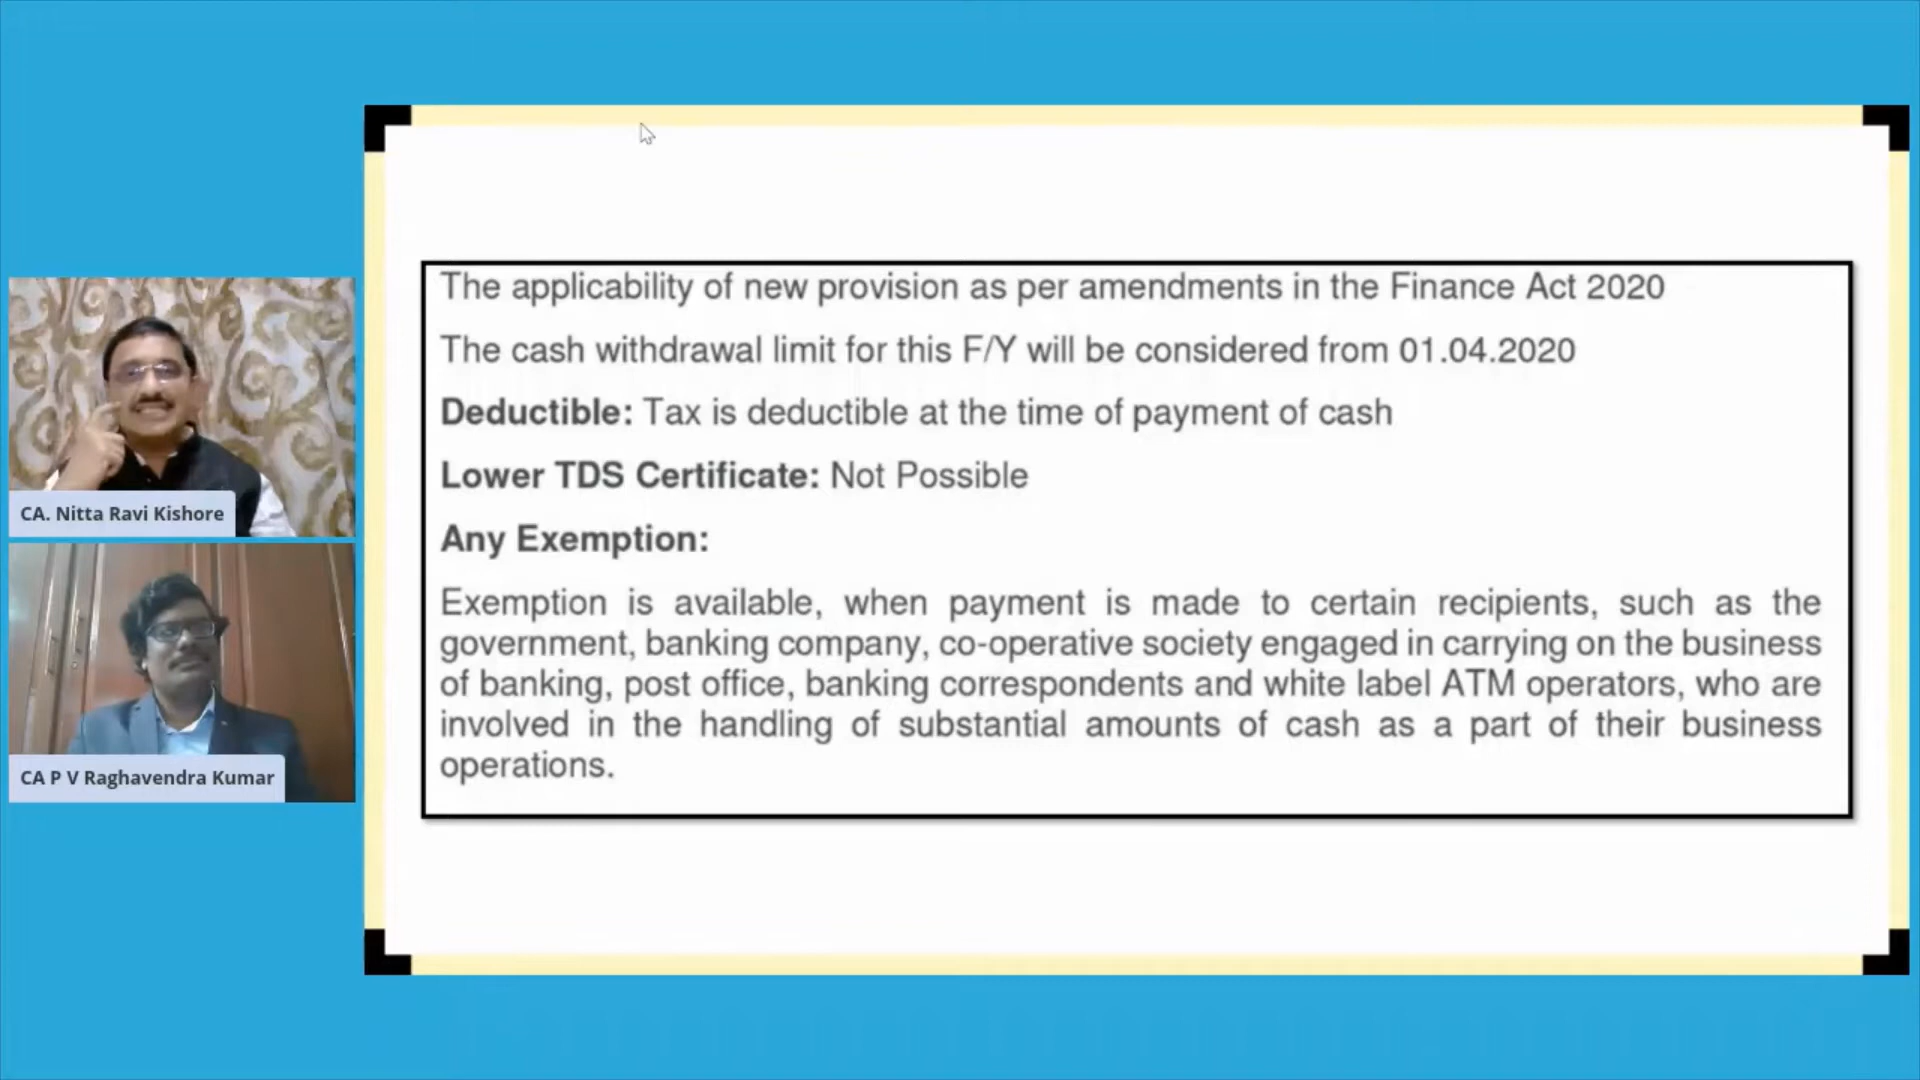 The applicability of new provision as per amendments in the Finance Act 2020
The cash withdrawal limit for this F/Y will be considered from 01.04.2020
Deductible: Tax is deductible at the time of payment of cash
Lower TDS Certificate: Not Possible
Any Exemption:
Exemption is available, when payment is made to certain recipients, such as the
government, banking company, co-operative society engaged in carrying on the business
of banking, post office, banking correspondents and white label ATM operators, who are
involved in the handling of substantial amounts of cash as a part of their business
operations.
CA. Nitta Ravi Kishore
CA P V Raghavendra Kumar